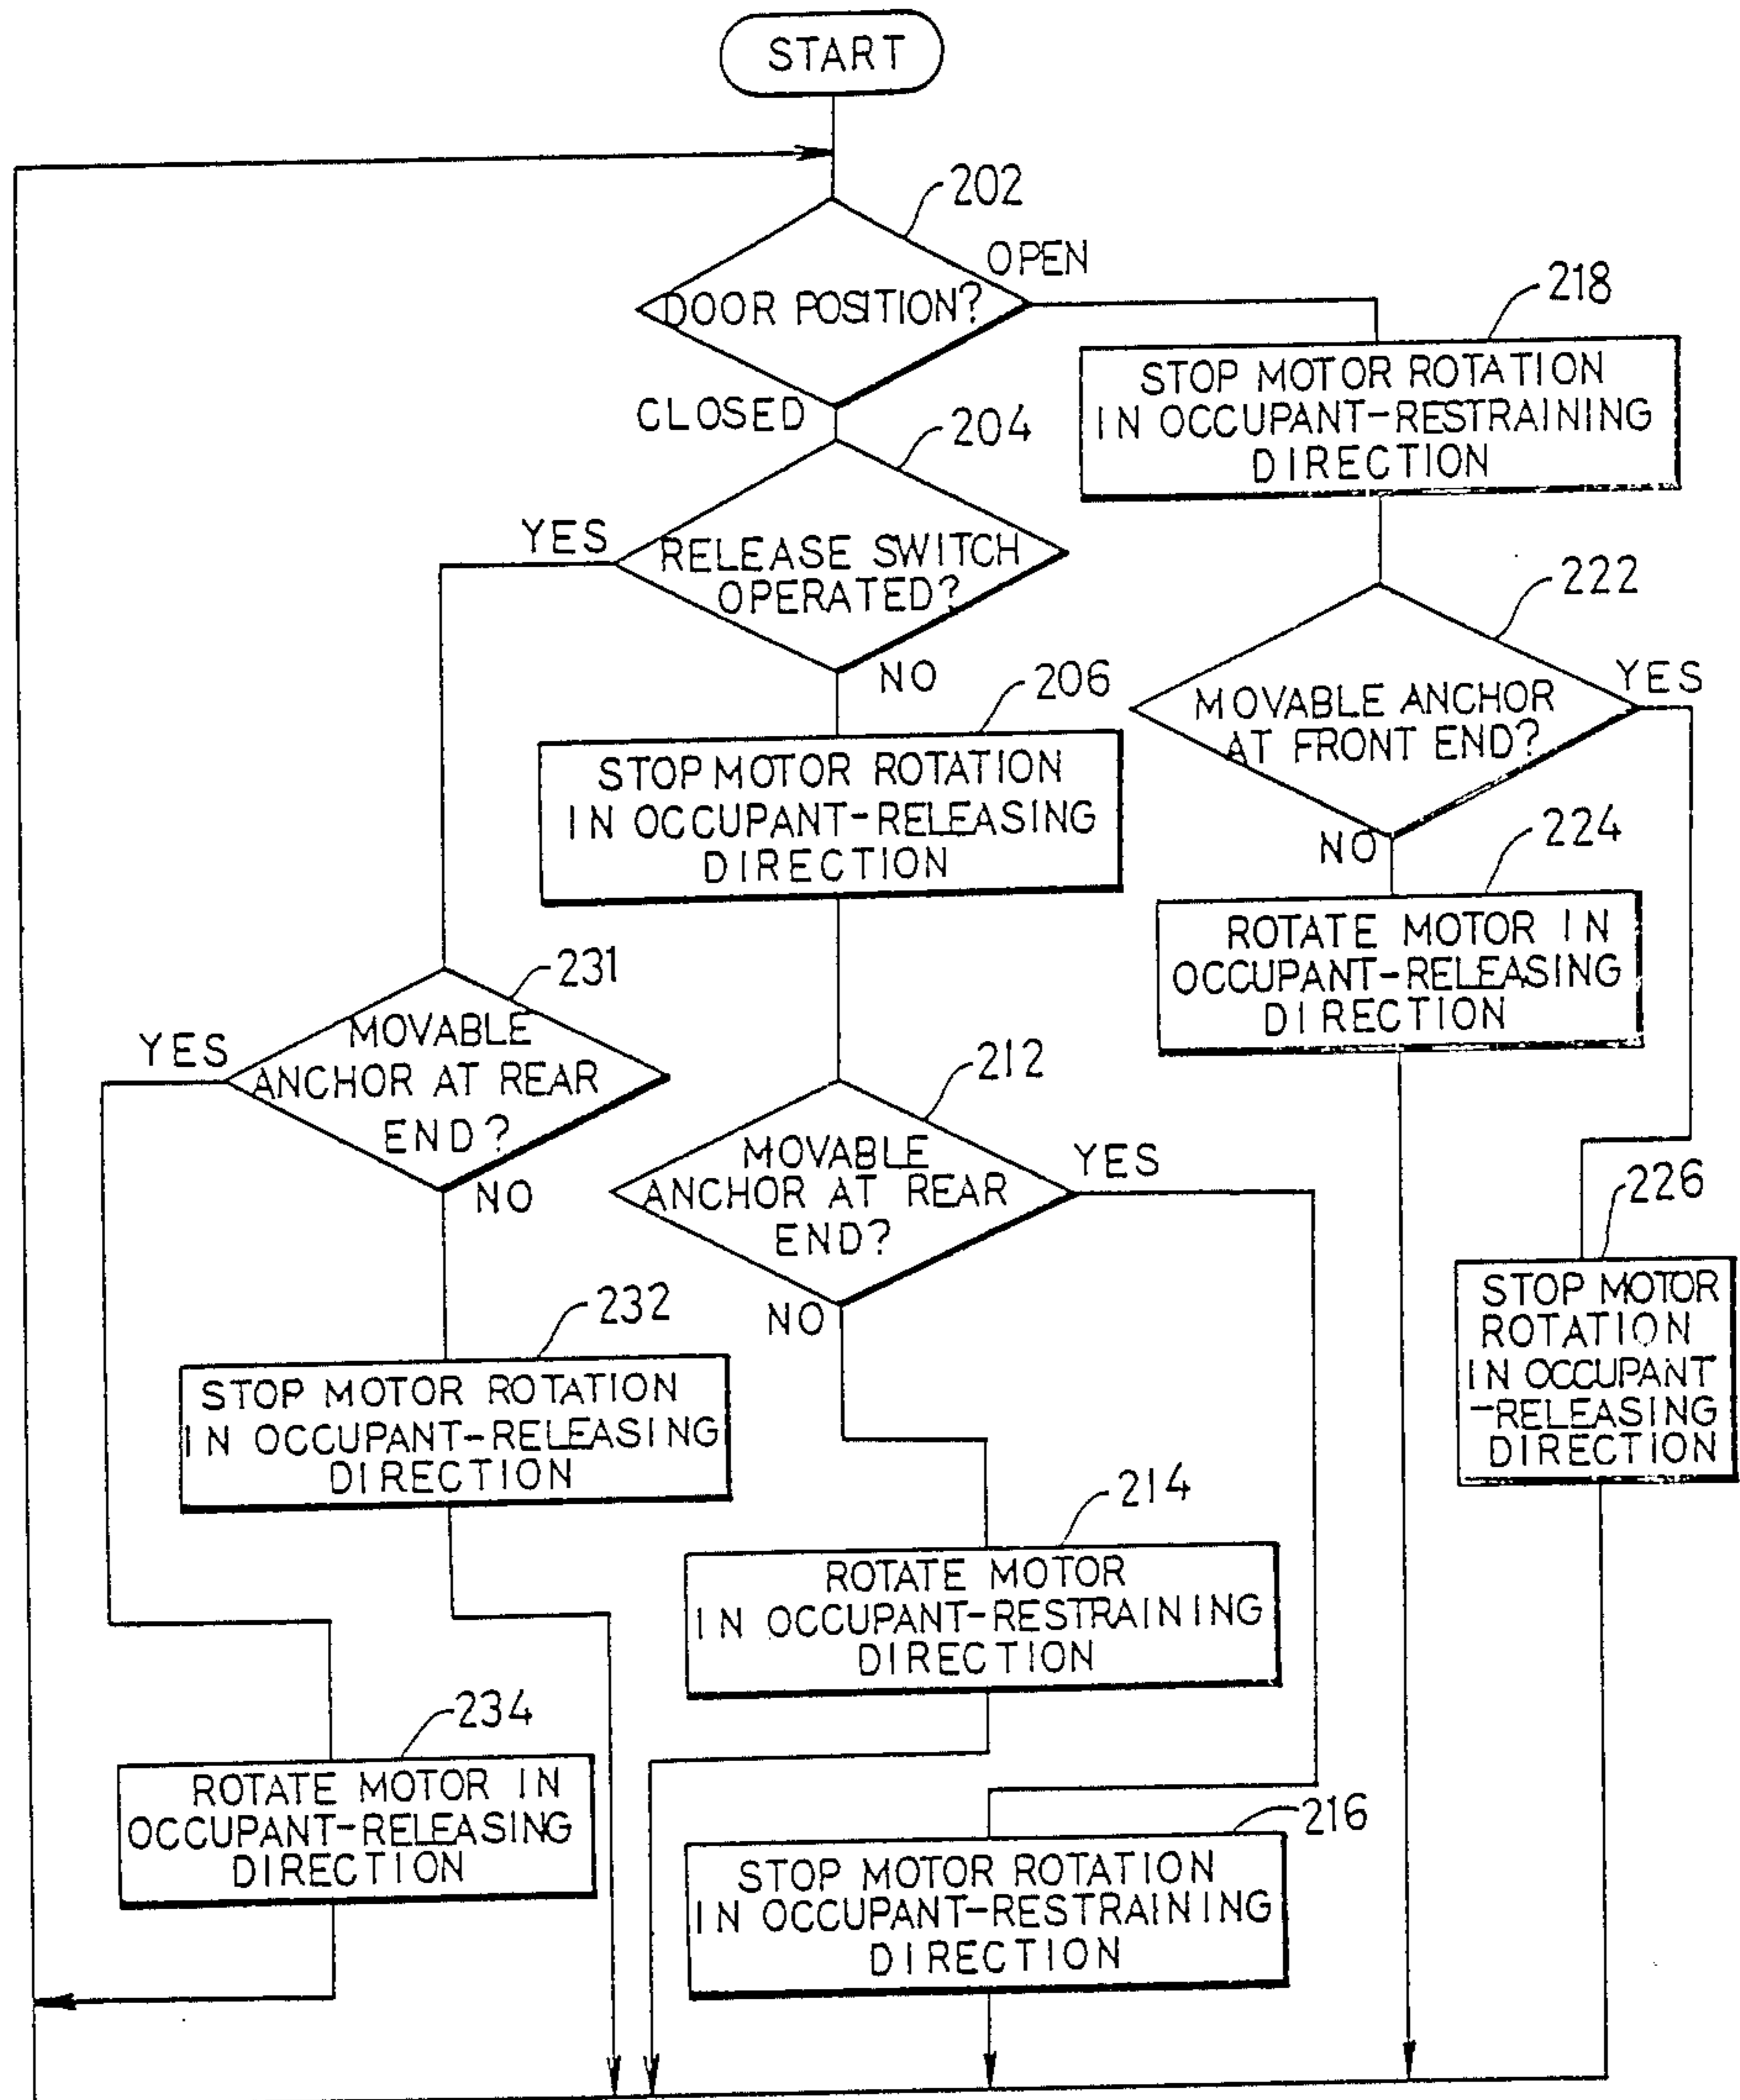 START
202
OPEN
DOOR POSITION?
CLOSED
218
STOP MOTOR ROTATION
IN OCCUPANT-RESTRAINING
DIRECTION
204
YES
RELEASE SWITCH
OPERATED?
NO
222
YES
MOVABLE ANCHOR
AT FRONT END?
NO
206
STOP MOTOR ROTATION
IN OCCUPANT-RELEASING
DIRECTION
224
ROTATE MOTOR IN
OCCUPANT-RELEASING
DIRECTION
231
YES
MOVABLE
ANCHOR AT REAR
END?
NO
212
MOVABLE
ANCHOR AT REAR
END?
YES
NO
226
STOP MOTOR
ROTATION
IN OCCUPANT
-RELEASING
DIRECTION
232
STOP MOTOR ROTATION
IN OCCUPANT-RELEASING
DIRECTION
214
ROTATE MOTOR
IN OCCUPANT-RESTRAINING
DIRECTION
234
ROTATE MOTOR IN
OCCUPANT-RELEASING
DIRECTION
216
STOP MOTOR ROTATION
IN OCCUPANT-RESTRAINING
DIRECTION